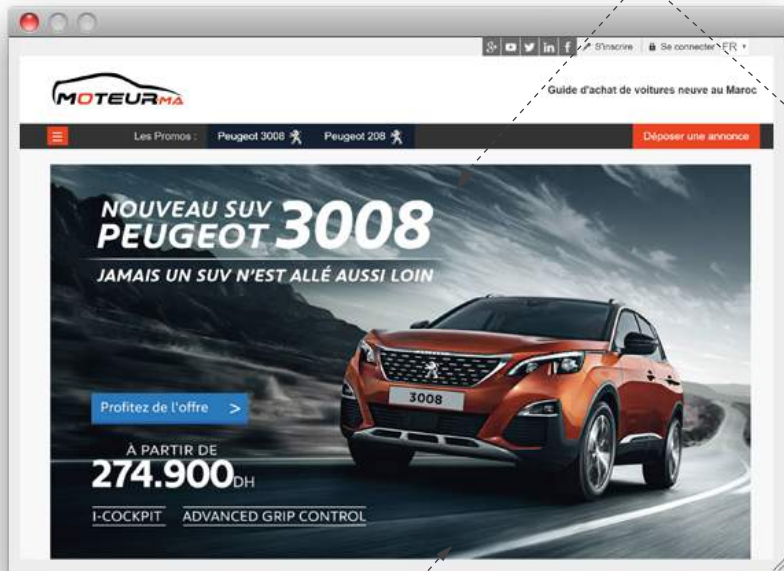 S'inscrire Se connecter FR
MOTEUR.MA
Guide d'achat de voitures neuve au Maroc
Les Promos : Peugeot 3008 Peugeot 208 Déposer une annonce
NOUVEAU SUV
PEUGEOT 3008
JAMAIS UN SUV N'EST ALLÉ AUSSI LOIN
3008
Profitez de l'offre >
À PARTIR DE
274.900DH
I-COCKPIT ADVANCED GRIP CONTROL